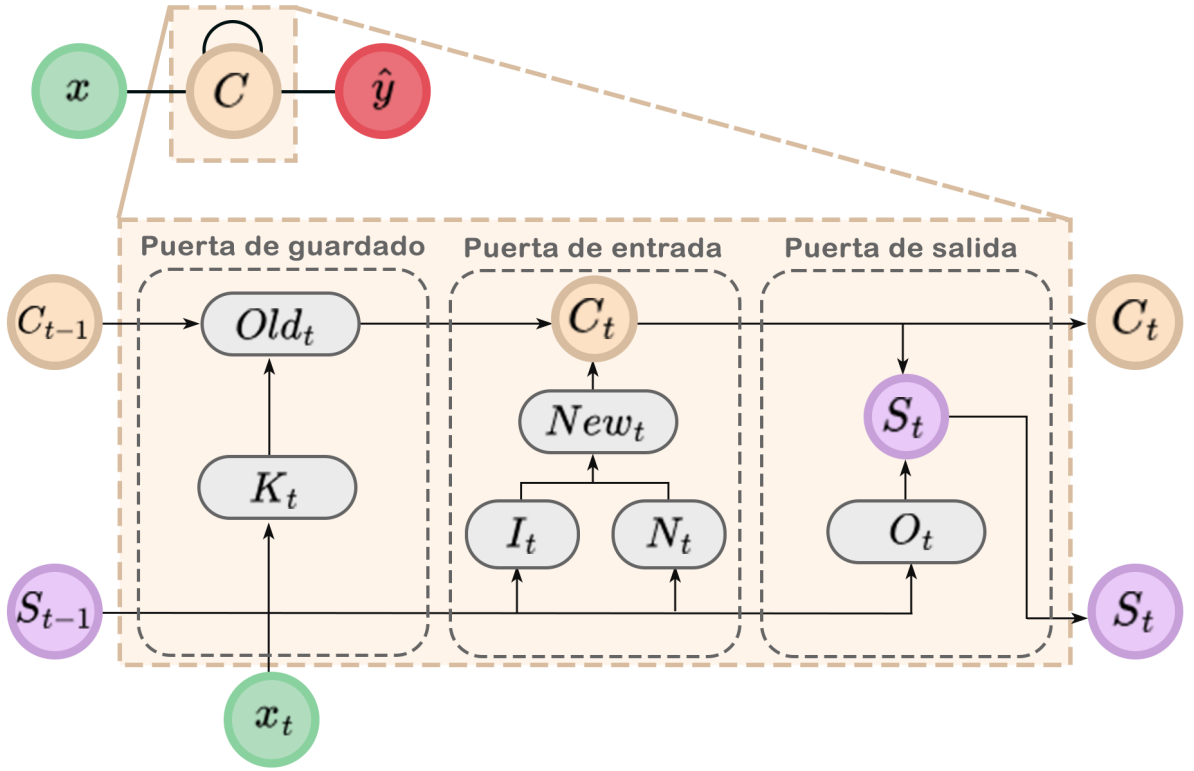 x
C
ŷ
Puerta de guardado
Puerta de entrada
Puerta de salida
C_{t-1}
Old_t
C_t
C_t
S_t
New_t
K_t
I_t
N_t
O_t
S_{t-1}
S_t
x_t